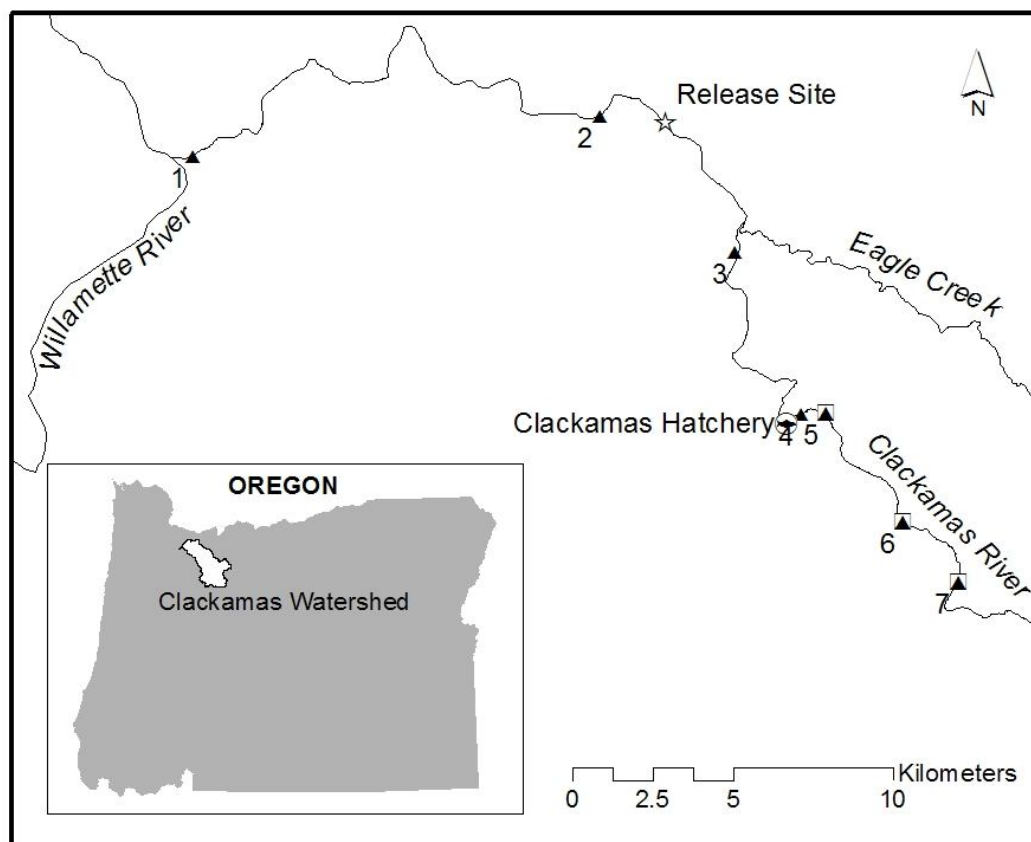 Release Site
N
2
1
Willamette River
Eagle Creek
3
Clackamas Hatchery
4
5
Clackamas River
6
7
OREGON
Clackamas Watershed
Kilometers
0 2.5 5 10